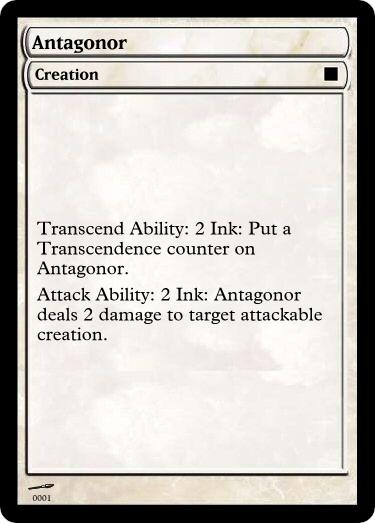 Antagonor
Creation
Transcend Ability: 2 Ink: Put a
Transcendence counter on
Antagonor.
Attack Ability: 2 Ink: Antagonor
deals 2 damage to target attackable
creation.
0001